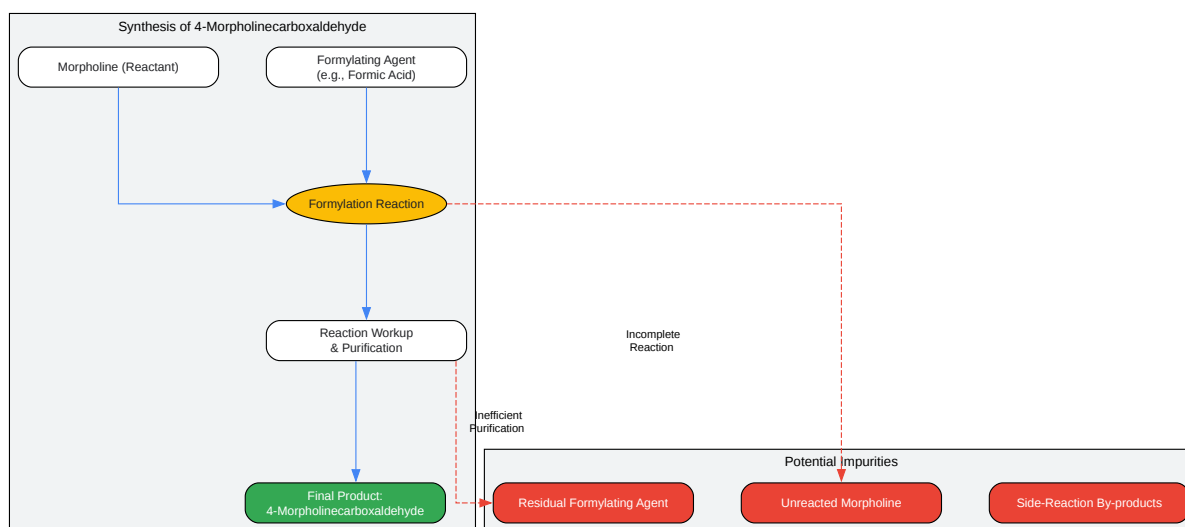 Synthesis of 4-Morpholinecarboxaldehyde
Morpholine (Reactant)
Formylating Agent
(e.g., Formic Acid)
Formylation Reaction
Reaction Workup
& Purification
Incomplete
Reaction
Inefficient
Purification
Potential Impurities
Final Product:
4-Morpholinecarboxaldehyde
Residual Formylating Agent
Unreacted Morpholine
Side-Reaction By-products